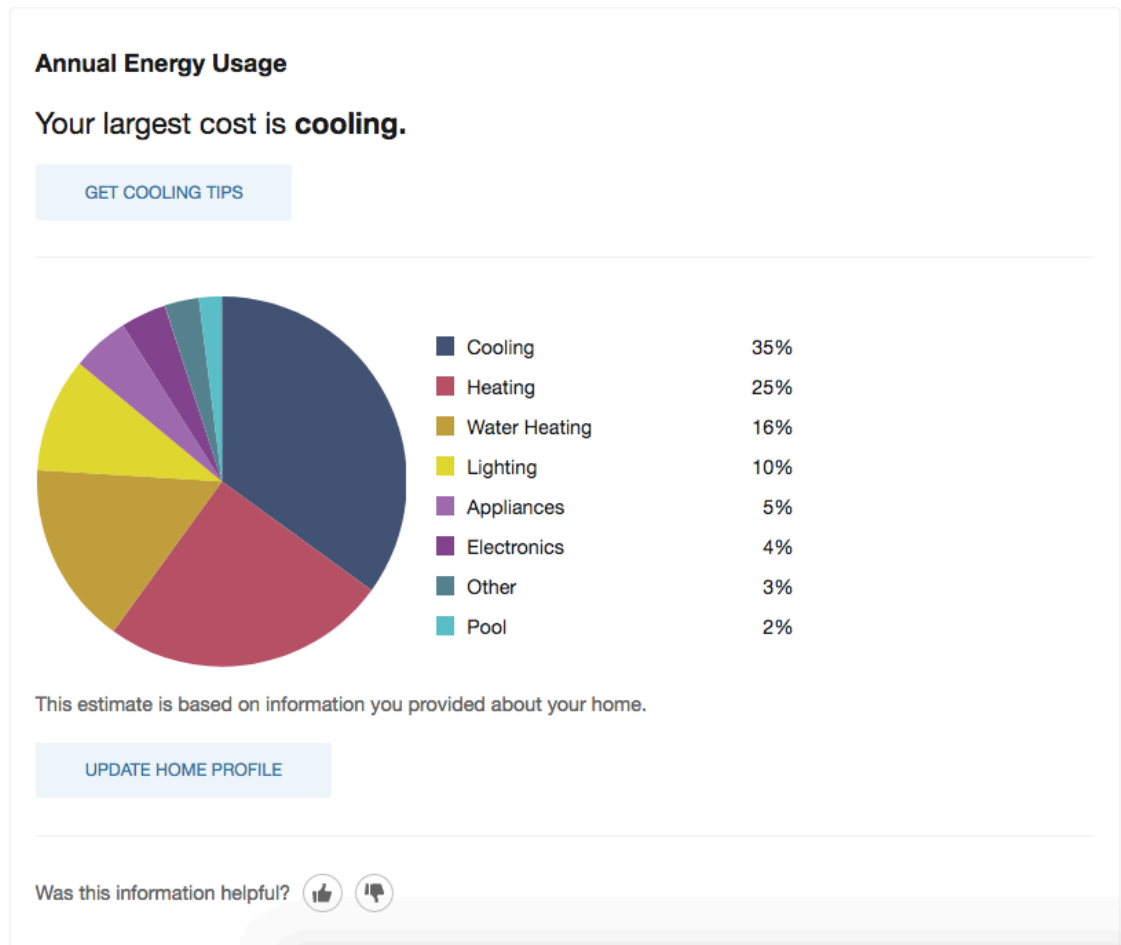 Annual Energy Usage
Your largest cost is cooling.
GET COOLING TIPS
Cooling 35%
Heating 25%
Water Heating 16%
Lighting 10%
Appliances 5%
Electronics 4%
Other 3%
Pool 2%
This estimate is based on information you provided about your home.
UPDATE HOME PROFILE
Was this information helpful?